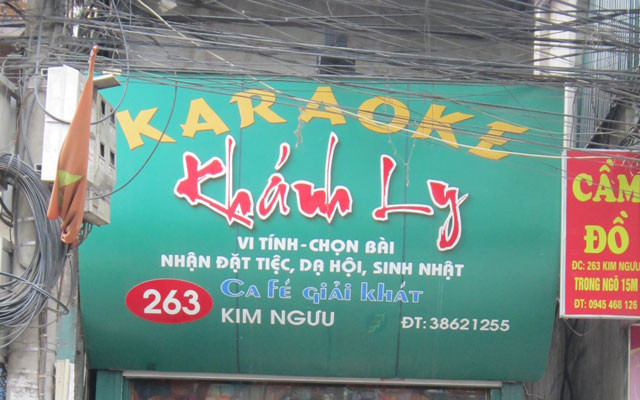 KARAOKE
Khánh Ly
VI TÍNH-CHỌN BÀI
NHẬN ĐẶT TIỆC, DẠ HỘI, SINH NHẬT
Ca fé giải khát
263
KIM NGƯU ĐT: 38621255
CẦM
ĐỒ
ĐC: 263 KIM NGƯU
TRONG NGÕ 15M
ĐT: 0945 468 126